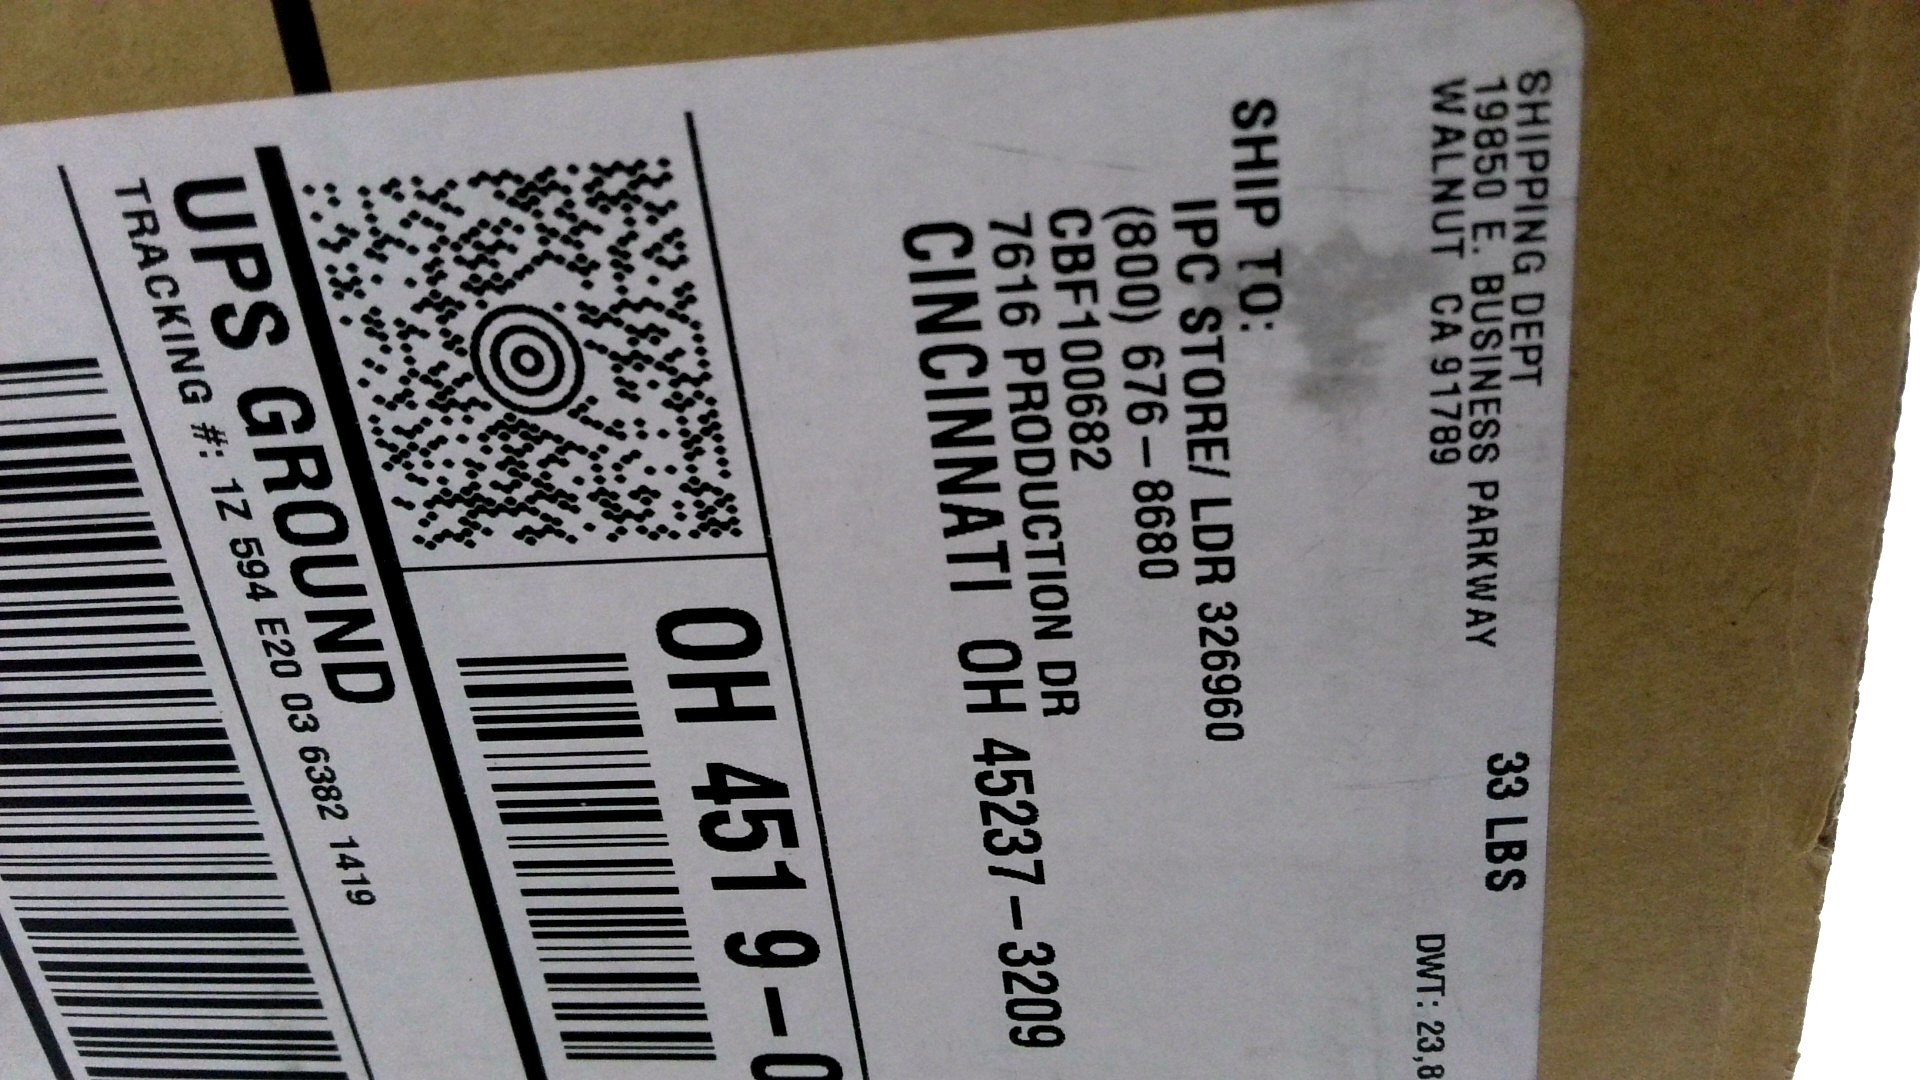 SHIPPING DEPT
19850 E. BUSINESS PARKWAY
WALNUT CA 91789
33 LBS
DWT: 23,8
SHIP TO:
IPC STORE/ LDR 326960
(800) 676-8680
CBF100682
7616 PRODUCTION DR
CINCINNATI OH 45237-3209
OH 451 9-0
UPS GROUND
TRACKING #: 1Z 594 E20 03 6382 1419